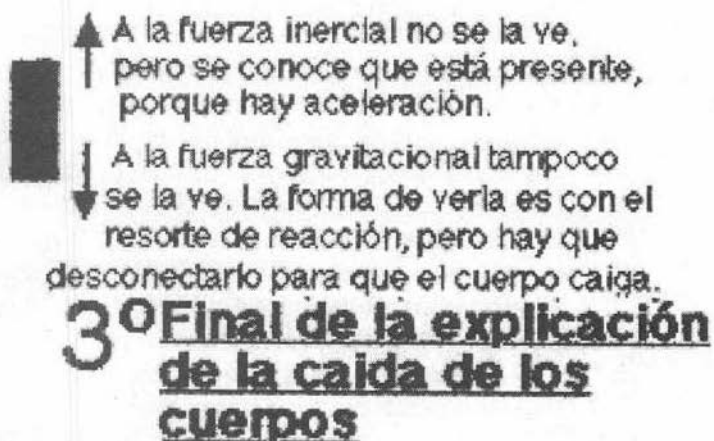 A la fuerza inercial no se la ve,
pero se conoce que está presente,
porque hay aceleración.
A la fuerza gravitacional tampoco
se la ve. La forma de verla es con el
resorte de reacción, pero hay que
desconectarlo para que el cuerpo caiga.
3º Final de la explicación
de la caida de los
cuerpos